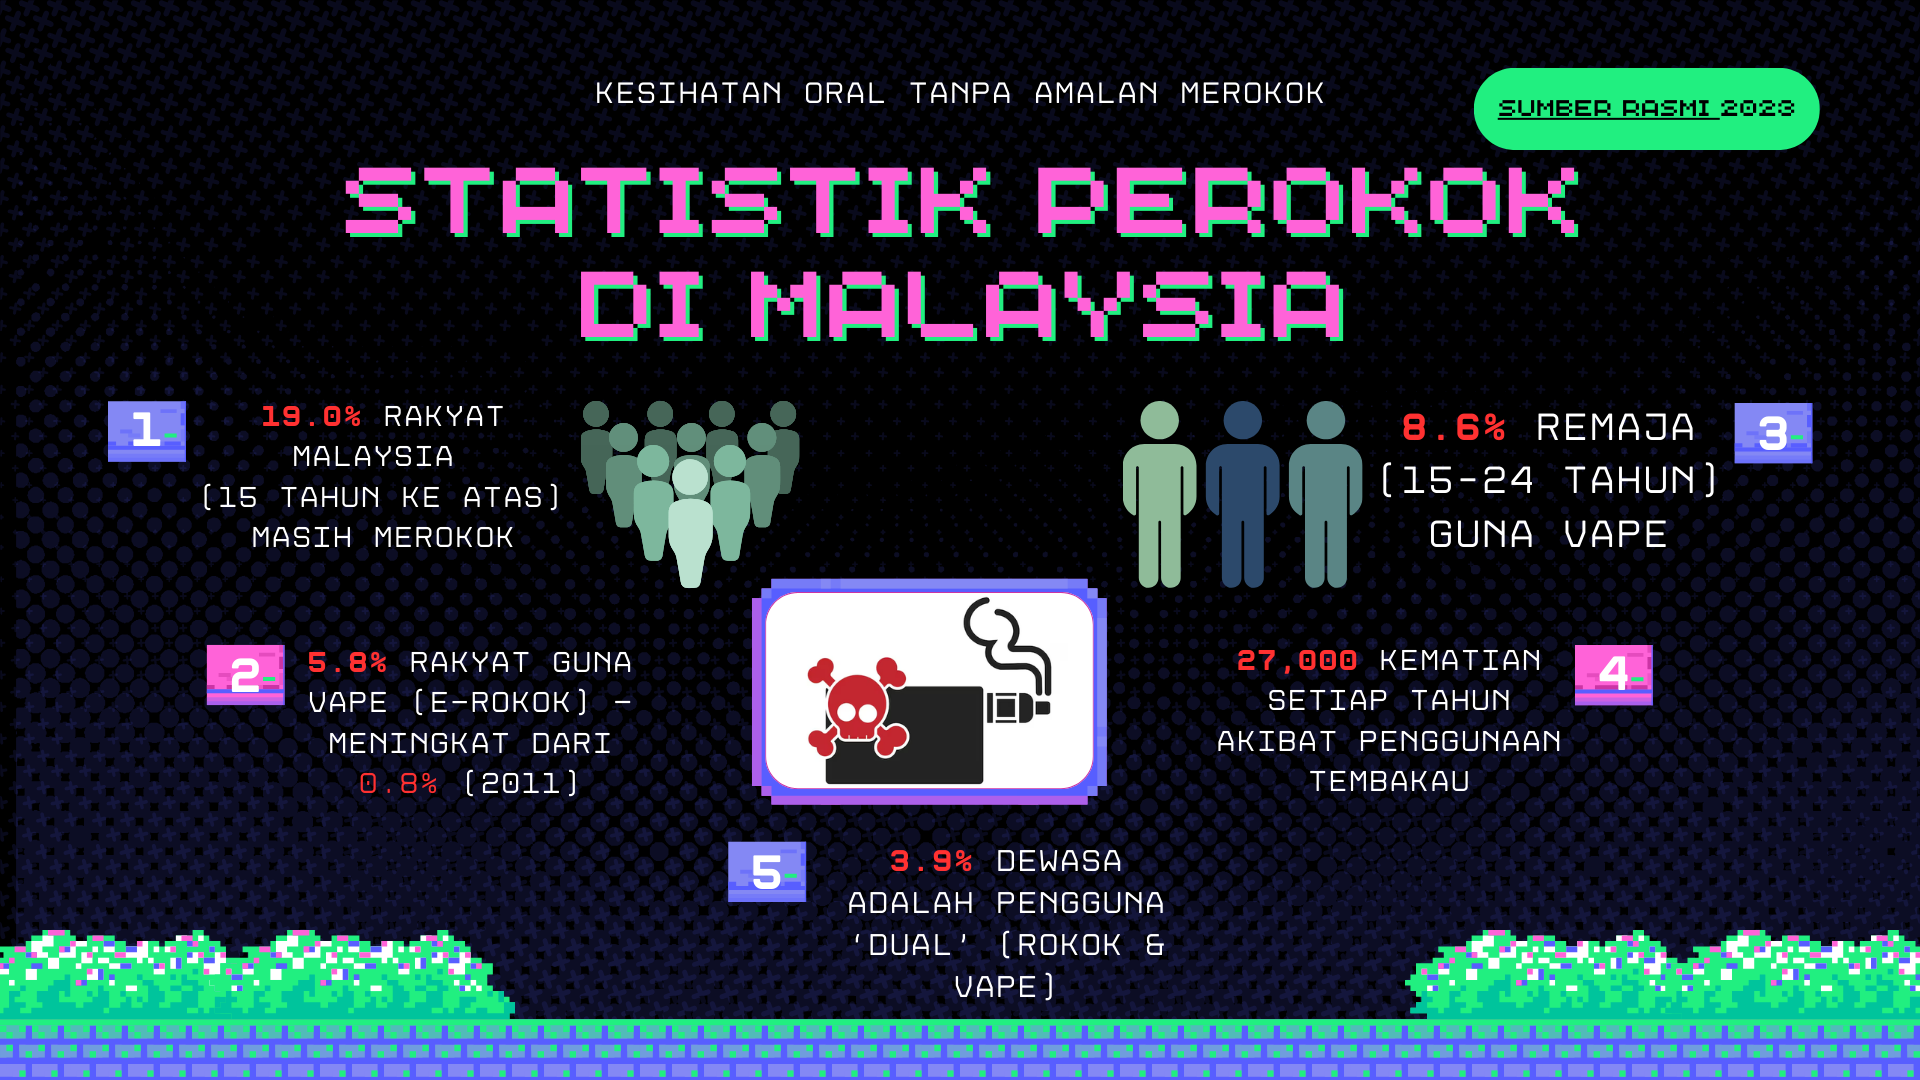 KESIHATAN ORAL TANPA AMALAN MEROKOK
SUMBER RASMI 2023
STATISTIK PEROKOK
DI MALAYSIA
1
19.0% RAKYAT
MALAYSIA
(15 TAHUN KE ATAS)
MASIH MEROKOK
2
5.8% RAKYAT GUNA
VAPE (E-ROKOK) –
MENINGKAT DARI
0.8% (2011)
3
8.6% REMAJA
(15-24 TAHUN)
GUNA VAPE
4
27,000 KEMATIAN
SETIAP TAHUN
AKIBAT PENGGUNAAN
TEMBAKAU
5
3.9% DEWASA
ADALAH PENGGUNA
‘DUAL’ (ROKOK &
VAPE)